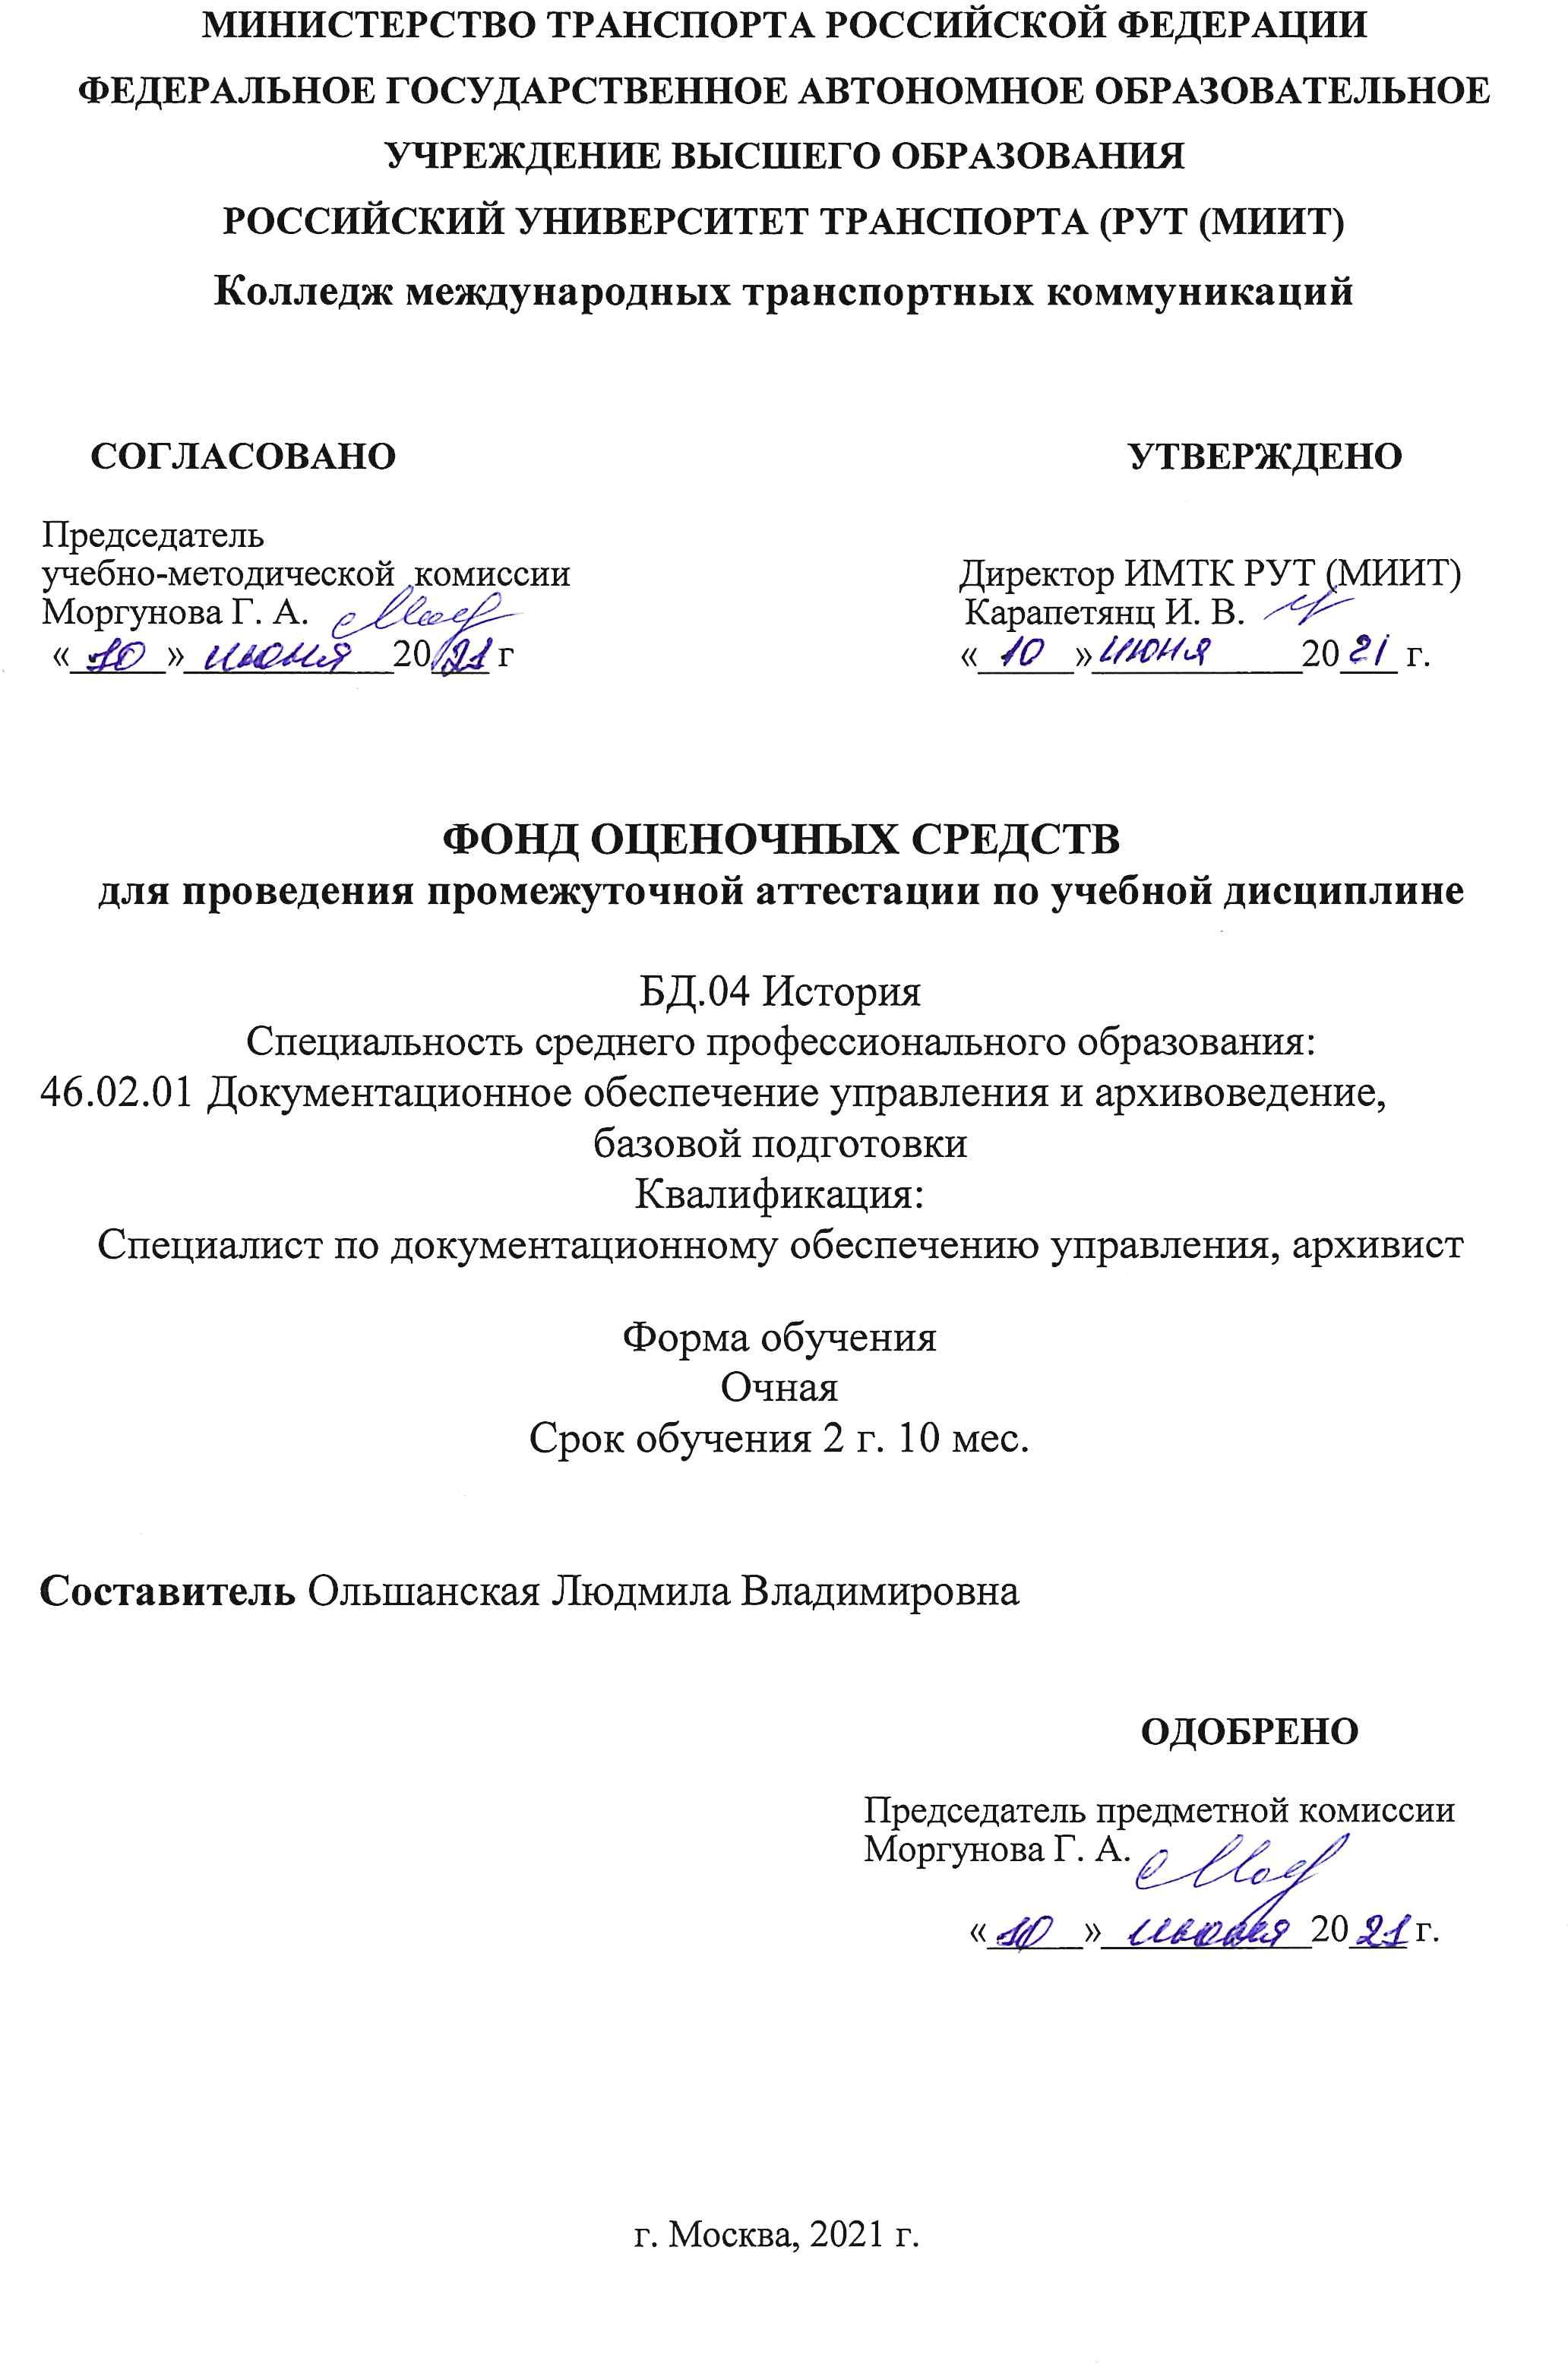 МИНИСТЕРСТВО ТРАНСПОРТА РОССИЙСКОЙ ФЕДЕРАЦИИ
ФЕДЕРАЛЬНОЕ ГОСУДАРСТВЕННОЕ АВТОНОМНОЕ ОБРАЗОВАТЕЛЬНОЕ
УЧРЕЖДЕНИЕ ВЫСШЕГО ОБРАЗОВАНИЯ
РОССИЙСКИЙ УНИВЕРСИТЕТ ТРАНСПОРТА (РУТ (МИИТ)
Колледж международных транспортных коммуникаций
СОГЛАСОВАНО
Председатель
учебно-методической комиссии
Моргунова Г. А.
«10» июня 2021 г
УТВЕРЖДЕНО
Директор ИМТК РУТ (МИИТ)
Карапетянц И. В.
«10» июня 2021 г.
ФОНД ОЦЕНОЧНЫХ СРЕДСТВ
для проведения промежуточной аттестации по учебной дисциплине
БД.04 История
Специальность среднего профессионального образования:
46.02.01 Документационное обеспечение управления и архивоведение,
базовой подготовки
Квалификация:
Специалист по документационному обеспечению управления, архивист
Форма обучения
Очная
Срок обучения 2 г. 10 мес.
Составитель Ольшанская Людмила Владимировна
ОДОБРЕНО
Председатель предметной комиссии
Моргунова Г. А.
«10» июня 2021 г.
г. Москва, 2021 г.